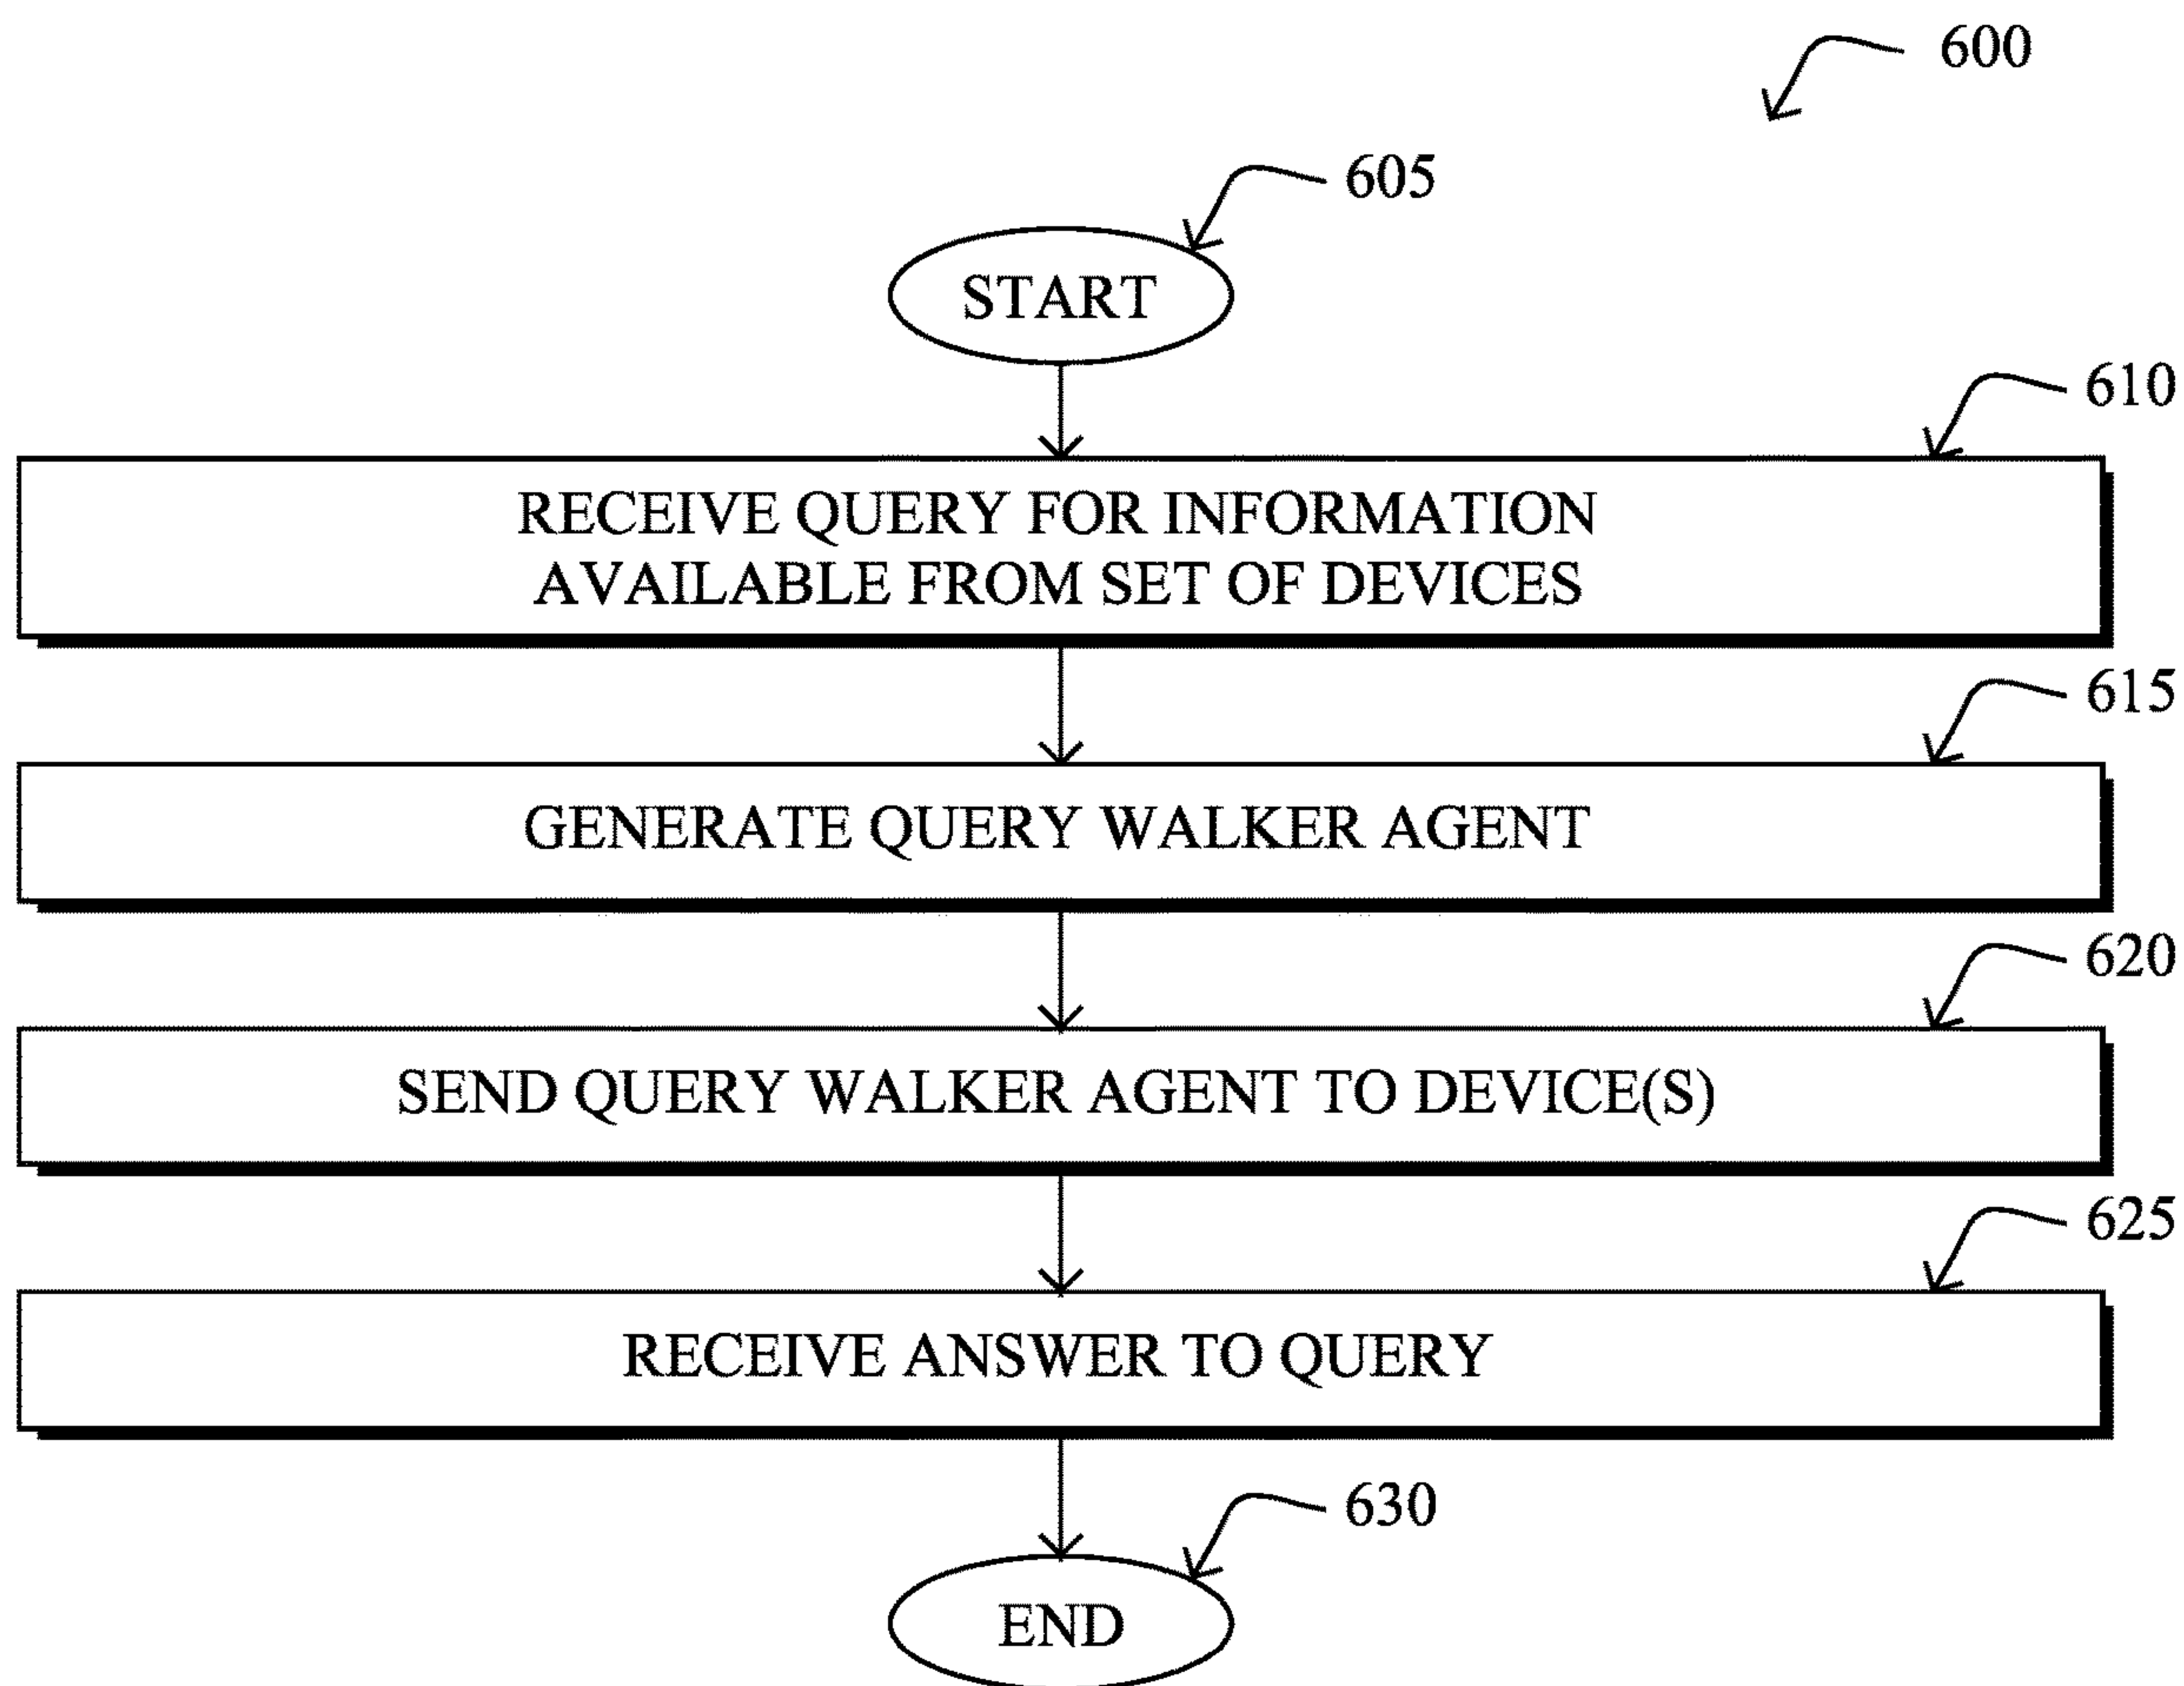 600
605
START
610
RECEIVE QUERY FOR INFORMATION
AVAILABLE FROM SET OF DEVICES
615
GENERATE QUERY WALKER AGENT
620
SEND QUERY WALKER AGENT TO DEVICE(S)
625
RECEIVE ANSWER TO QUERY
630
END